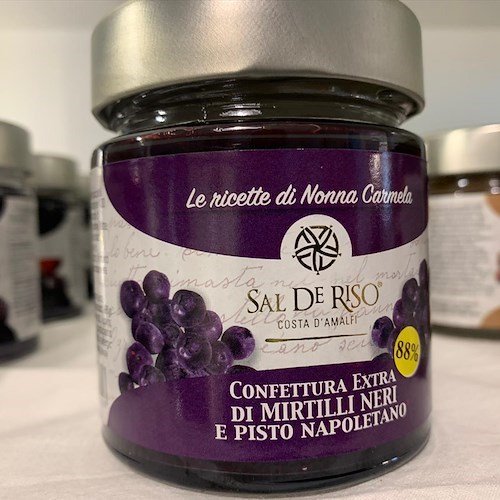 Le ricette di Nonna Carmela
SAL DE RISO®
COSTA D'AMALFI
88%
CONFETTURA EXTRA
DI MIRTILLI NERI
E PISTO NAPOLETANO